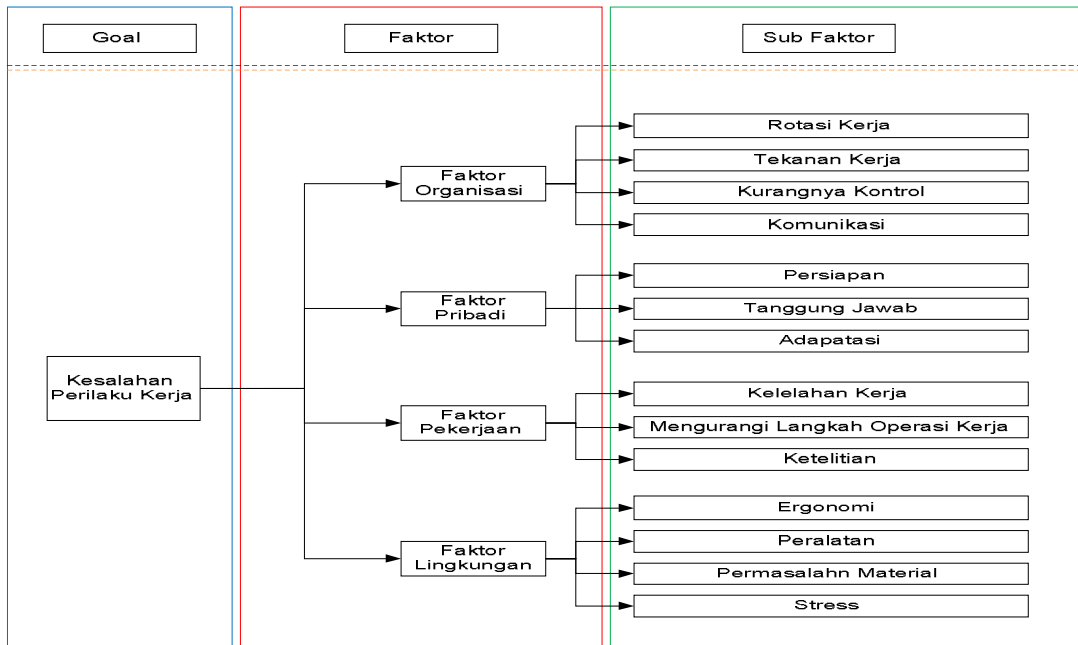 Goal
Faktor
Sub Faktor
Rotasi Kerja
Faktor
Organisasi
Tekanan Kerja
Kurangnya Kontrol
Komunikasi
Persiapan
Faktor
Pribadi
Tanggung Jawab
Adapatasi
Kesalahan
Perilaku Kerja
Kelelahan Kerja
Faktor
Pekerjaan
Mengurangi Langkah Operasi Kerja
Ketelitian
Ergonomi
Faktor
Lingkungan
Peralatan
Permasalahn Material
Stress